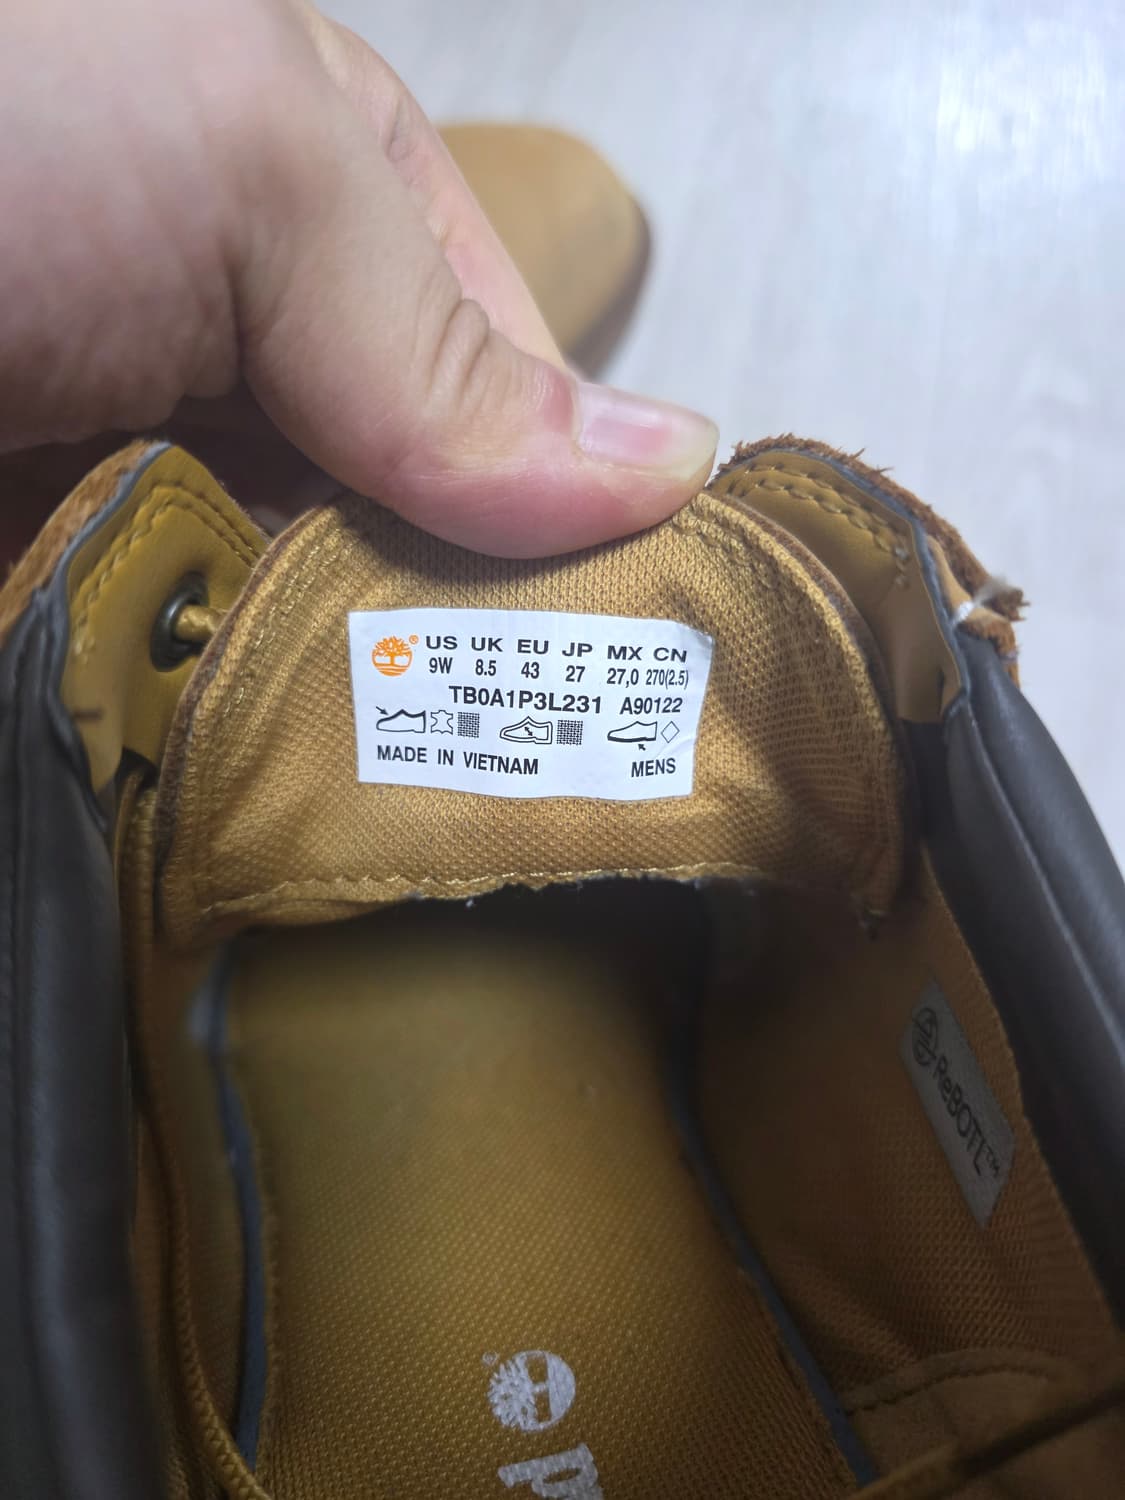 US UK EU JP MX CN
9W 8.5 43 27 27,0 270(2.5)
TB0A1P3L231 A90122
MADE IN VIETNAM MENS
ReBOTL™